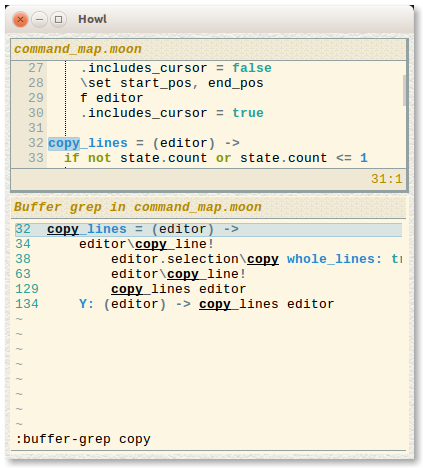 Howl
command_map.moon
27 .includes_cursor = false
28 \set start_pos, end_pos
29 f editor
30 .includes_cursor = true
31
32 copy_lines = (editor) ->
33 if not state.count or state.count <= 1
31:1
Buffer grep in command_map.moon
32 copy_lines = (editor) ->
34 editor\copy_line!
38 editor.selection\copy whole_lines: tr
63 editor\copy_line!
129 copy_lines editor
134 Y: (editor) -> copy_lines editor
~
~
~
~
~
~
~
~
:buffer-grep copy